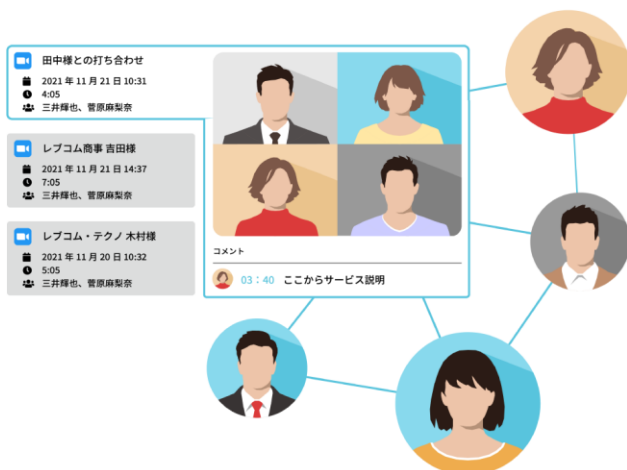 田中様との打ち合わせ
2021 年 11 月 21 日 10:31
4:05
三井輝也、菅原麻梨奈
レブコム商事 吉田様
2021 年 11 月 21 日 14:37
7:05
三井輝也、菅原麻梨奈
レブコム・テクノ 木村様
2021 年 11 月 20 日 10:32
5:05
三井輝也、菅原麻梨奈
コメント
03：40 ここからサービス説明